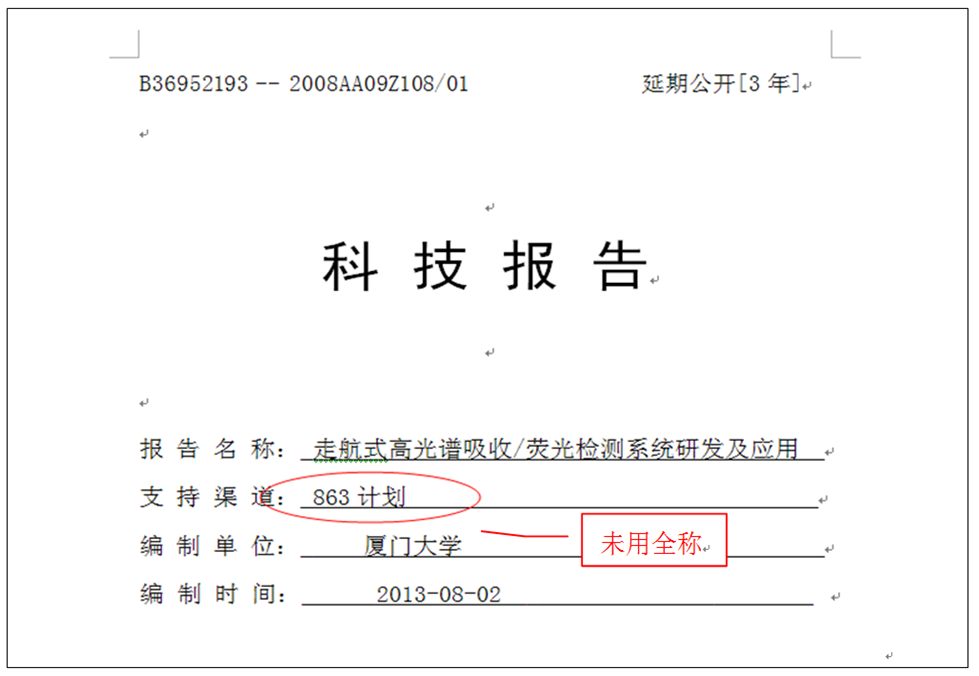 B36952193 -- 2008AA09Z108/01 延期公开[3 年]
科 技 报 告
报 告 名 称： 走航式高光谱吸收/荧光检测系统研发及应用
支 持 渠 道： 863 计划
编 制 单 位： 厦门大学
未用全称
编 制 时 间： 2013-08-02